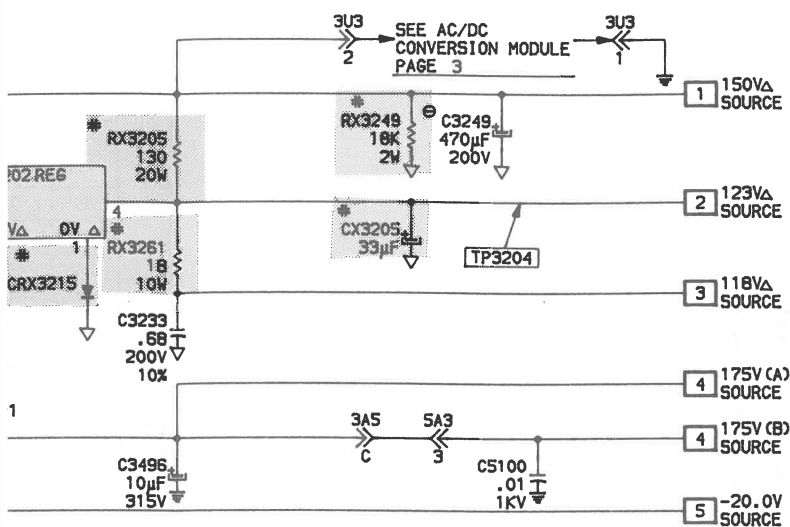 3U3
2
SEE AC/DC
CONVERSION MODULE
PAGE 3
3U3
1
1
150V△
SOURCE
✱
RX3205
130
20W
✱
RX3249
18K
2W
⊖
C3249
+
470µF
200V
202 REG
4
V△
0V △
1
2
123V△
SOURCE
✱
RX3261
18
10W
✱
CX3205
+
33µF
TP3204
✱
CRX3215
3
118V△
SOURCE
C3233
.68
200V
10%
4
175V(A)
SOURCE
1
3A5
C
5A3
3
4
175V(B)
SOURCE
C3496
+
10µF
315V
C5100
.01
1KV
5
-20.0V
SOURCE